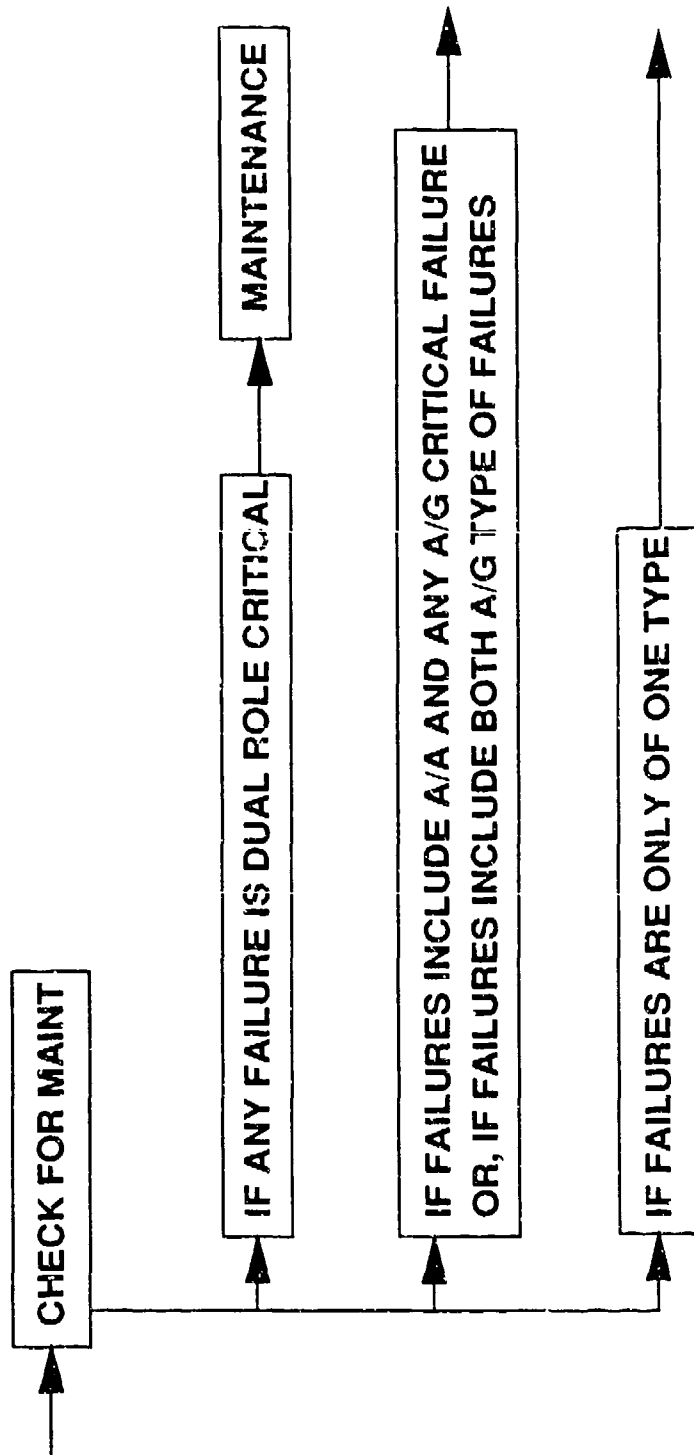 CHECK FOR MAINT
IF ANY FAILURE IS DUAL ROLE CRITICAL
MAINTENANCE
IF FAILURES INCLUDE A/A AND ANY A/G CRITICAL FAILURE
OR, IF FAILURES INCLUDE BOTH A/G TYPE OF FAILURES
IF FAILURES ARE ONLY OF ONE TYPE